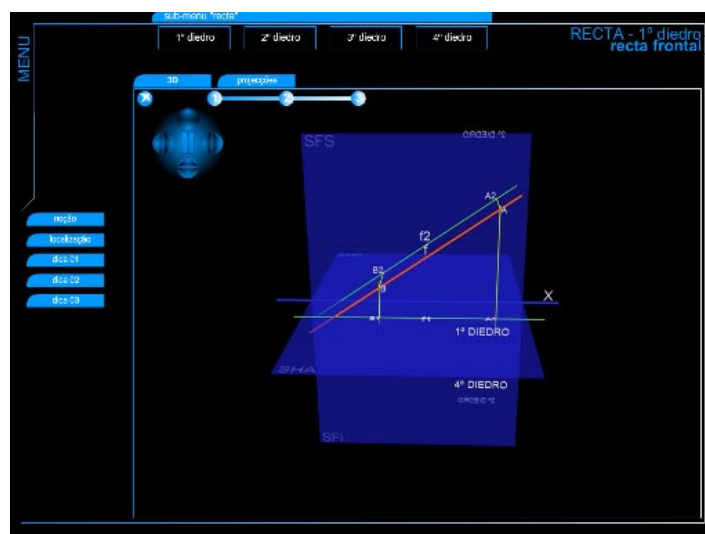 sub-menu "recta"
1º diedro
2º diedro
3º diedro
4º diedro
RECTA - 1º diedro
recta frontal
MENU
3D
projecções
1
2
3
SFS
2º DIEDRO
A2
A
f2
f
B2
B
X
1º DIEDRO
SHA
4º DIEDRO
SFI
noção
localização
dica 01
dica 02
dica 03